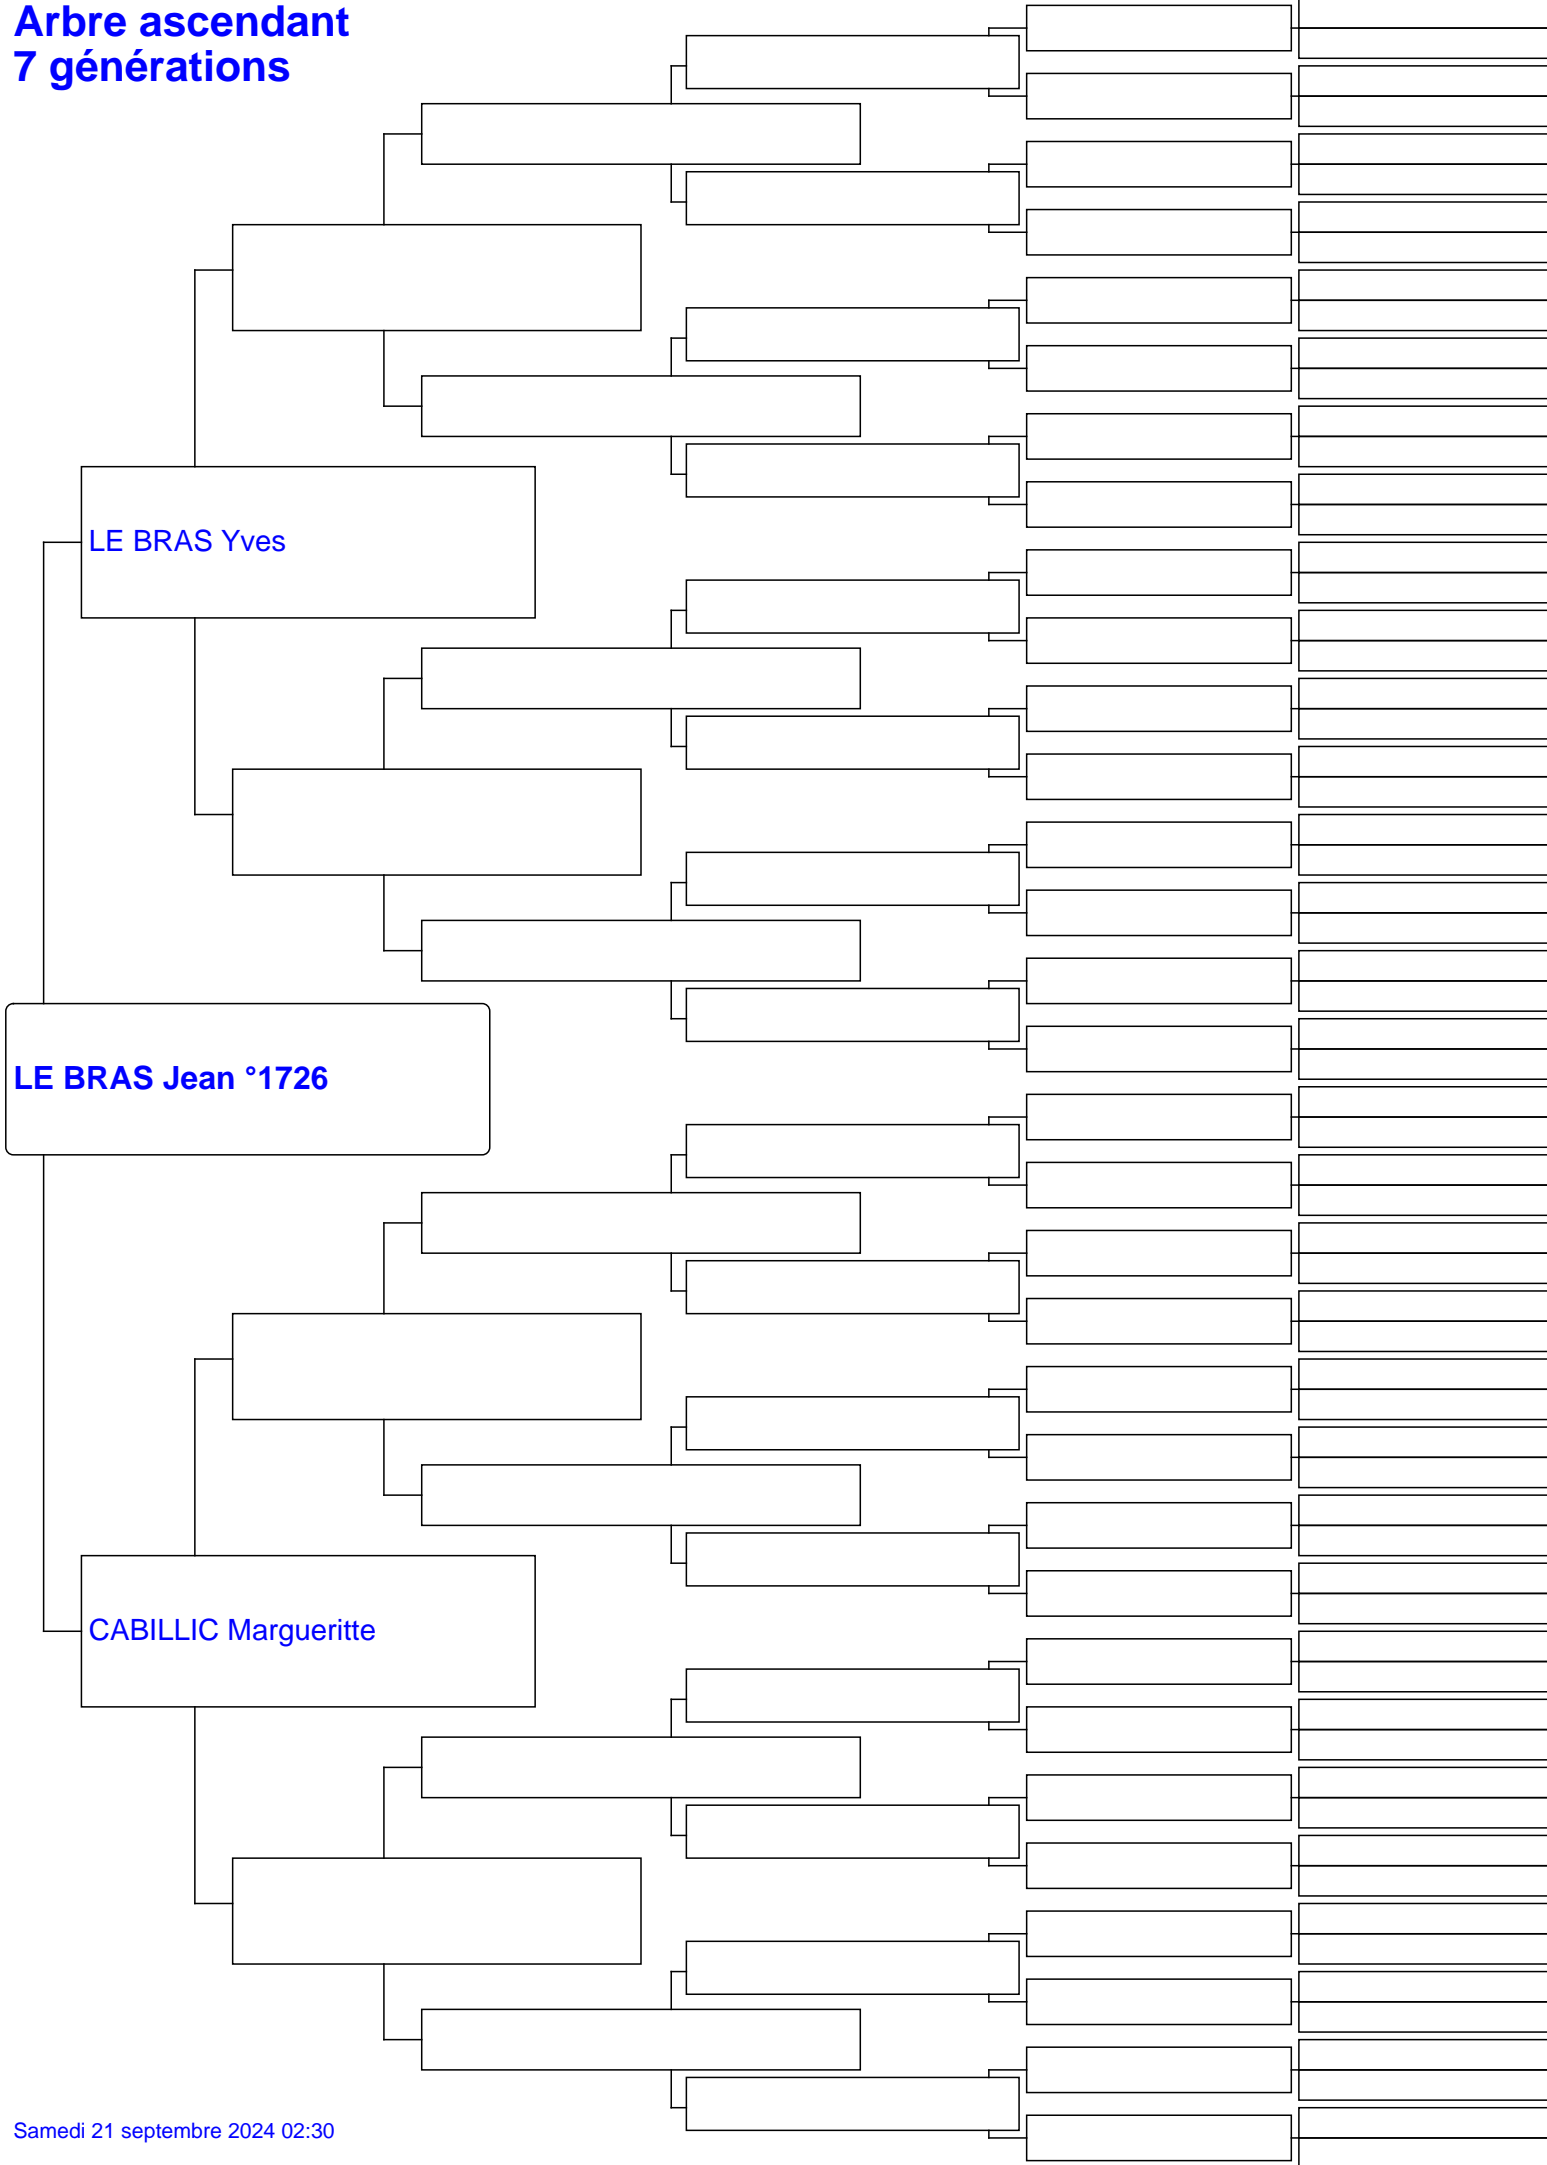 Arbre ascendant
7 générations
LE BRAS Yves
LE BRAS Jean °1726
CABILLIC Margueritte
Samedi 21 septembre 2024 02:30